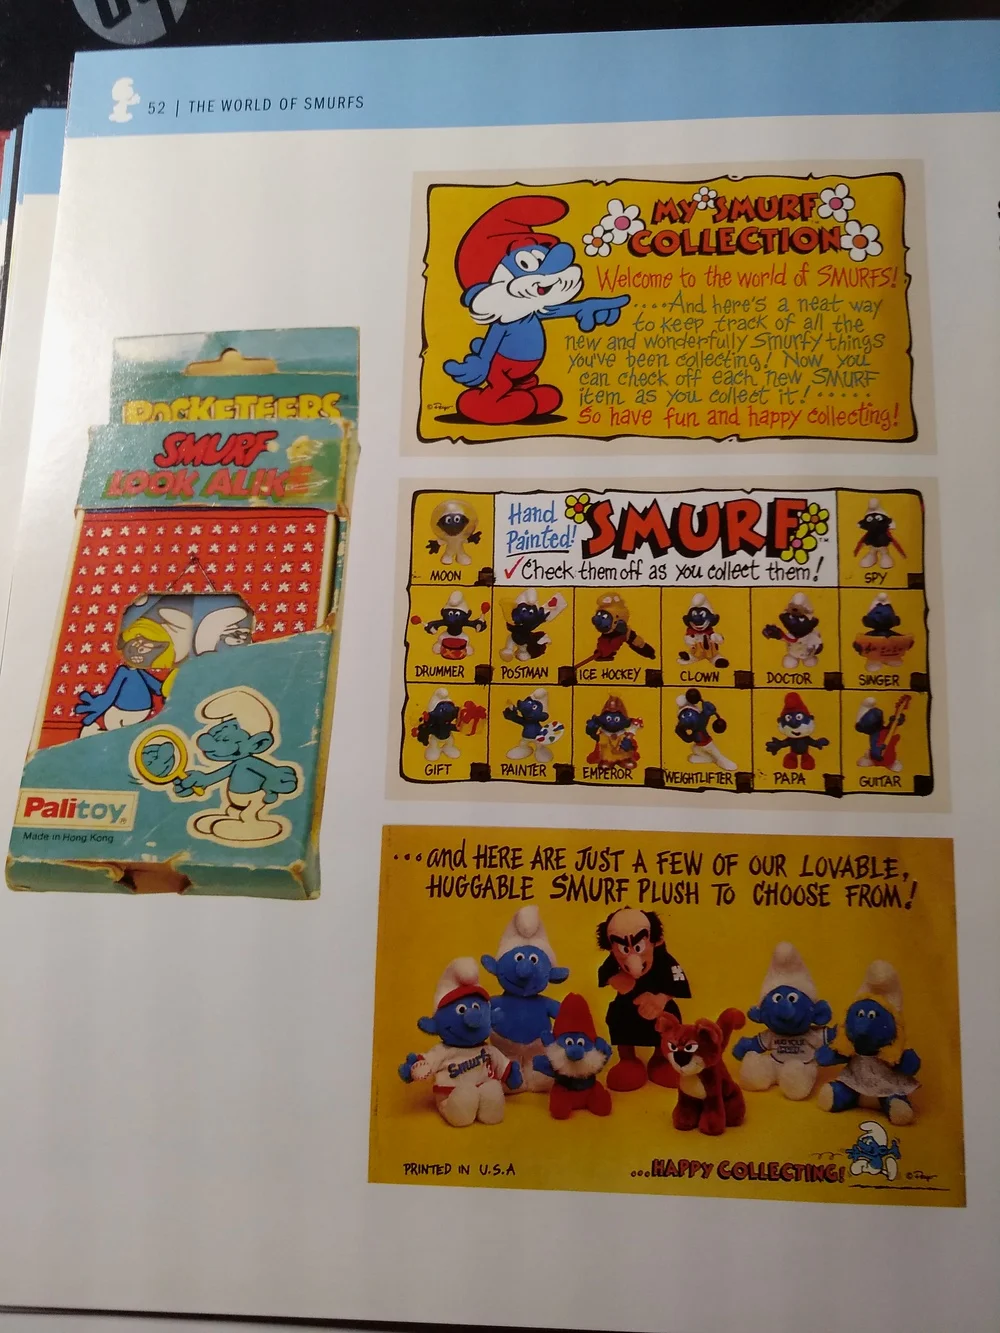 52 | THE WORLD OF SMURFS
POCKETEERS
SMURF
LOOK ALIKE
Palitoy
Made in Hong Kong
MY SMURF
COLLECTION
Welcome to the world of SMURFS!
....And here's a neat way
to keep track of all the
new and wonderfully Smurfy things
you've been collecting! Now you
can check off each new SMURF
item as you collect it!......
So have fun and happy collecting!
© Peyo
Hand
Painted!
SMURF™
✓Check them off as you collect them!
MOON
SPY
DRUMMER
POSTMAN
ICE HOCKEY
CLOWN
DOCTOR
SINGER
GIFT
PAINTER
EMPEROR
WEIGHTLIFTER
PAPA
GUITAR
...and HERE ARE JUST A FEW OF OUR LOVABLE,
HUGGABLE SMURF PLUSH TO CHOOSE FROM!
Smurfs
PRINTED IN U.S.A
...HAPPY COLLECTING!
© Peyo